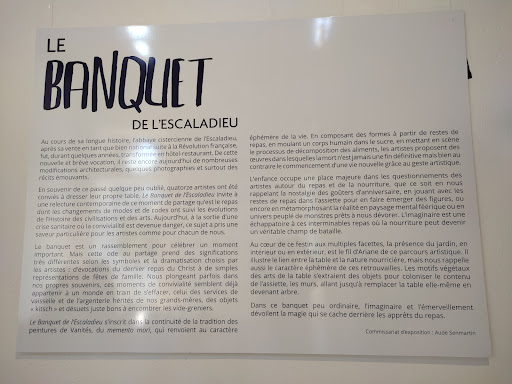 LE
BANQUET
DE L'ESCALADIEU
Au cours de sa longue histoire, l'abbaye cistercienne de l'Escaladieu,
après sa vente en tant que bien national suite à la Révolution française,
fut, durant quelques années, transformée en hôtel-restaurant. De cette
nouvelle et brève vocation, il reste encore aujourd'hui de nombreuses
modifications architecturales, quelques photographies et surtout des
récits émouvants.
En souvenir de ce passé quelque peu oublié, quatorze artistes ont été
conviés à dresser leur propre table. Le Banquet de l'Escaladieu invite à
une relecture contemporaine de ce moment de partage qu'est le repas
dont les changements de modes et de codes ont suivi les évolutions
de l'histoire des civilisations et des arts. Aujourd'hui, à la sortie d'une
crise sanitaire où la convivialité est devenue danger, ce sujet a pris une
saveur particulière pour les artistes comme pour chacun de nous.
Le banquet est un rassemblement pour célébrer un moment
important. Mais cette ode au partage prend des significations
très différentes selon les symboles et la dramatisation choisis par
les artistes : d'évocations du dernier repas du Christ à de simples
représentations de fêtes de famille. Nous plongeant parfois dans
nos propres souvenirs, ces moments de convivialité semblent déjà
appartenir à un monde en train de s'effacer, celui des services de
vaisselle et de l'argenterie hérités de nos grands-mères, des objets
« kitsch » et désuets juste bons à encombrer les vide-greniers.
Le Banquet de l'Escaladieu s'inscrit dans la continuité de la tradition des
peintures de Vanités, du memento mori, qui renvoient au caractère
éphémère de la vie. En composant des formes à partir de restes de
repas, en moulant un corps humain dans le sucre, en mettant en scène
le processus de décomposition des aliments, les artistes proposent des
œuvres dans lesquelles la mort n'est jamais une fin définitive mais bien au
contraire le commencement d'une vie nouvelle grâce au geste artistique.
L'enfance occupe une place majeure dans les questionnements des
artistes autour du repas et de la nourriture, que ce soit en nous
rappelant la nostalgie des goûters d'anniversaire, en jouant avec les
restes de repas dans l'assiette pour en faire émerger des figures, ou
encore en métamorphosant la réalité en paysage mental féérique ou en
univers peuplé de monstres prêts à nous dévorer. L'imaginaire est une
échappatoire à ces interminables repas où la nourriture peut devenir
un véritable champ de bataille.
Au cœur de ce festin aux multiples facettes, la présence du jardin, en
intérieur ou en extérieur, est le fil d'Ariane de ce parcours artistique. Il
illustre le lien entre la table et la nature nourricière, mais nous rappelle
aussi le caractère éphémère de ces retrouvailles. Les motifs végétaux
des arts de la table s'extraient des objets pour coloniser le contenu
de l'assiette, les murs, allant jusqu'à remplacer la table elle-même en
devenant arbre.
Dans ce banquet peu ordinaire, l'imaginaire et l'émerveillement
dévoilent la magie qui se cache derrière les apprêts du repas.
Commissariat d'exposition : Aude Senmartin